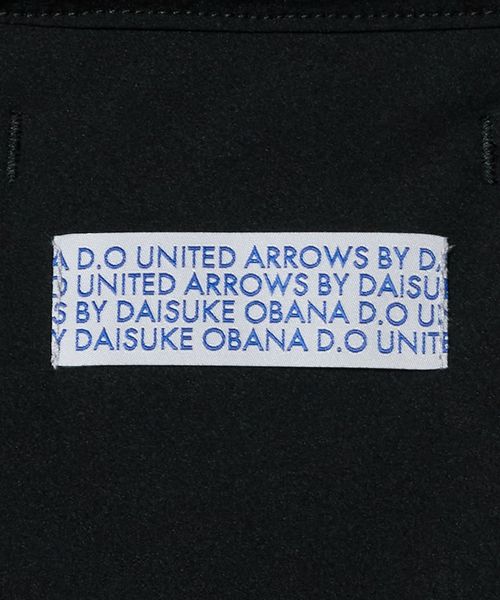 A D.O UNITED ARROWS BY D.
UNITED ARROWS BY DAISU
S BY DAISUKE OBANA D.O U
Y DAISUKE OBANA D.O UNITE